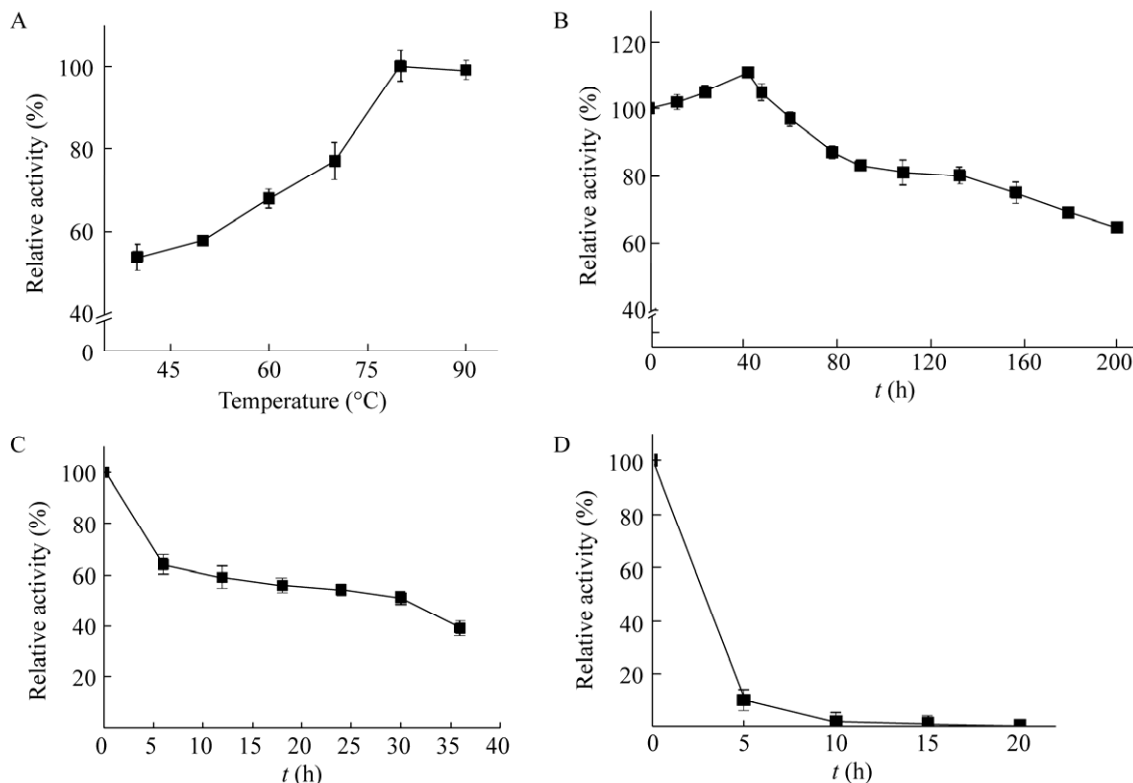 A
Relative activity (%)
100
80
60
40
0
45 60 75 90
Temperature (°C)
B
Relative activity (%)
120
100
80
60
40
0 40 80 120 160 200
t (h)
C
Relative activity (%)
100
80
60
40
20
0 5 10 15 20 25 30 35 40
t (h)
D
Relative activity (%)
100
80
60
40
20
0 5 10 15 20
t (h)